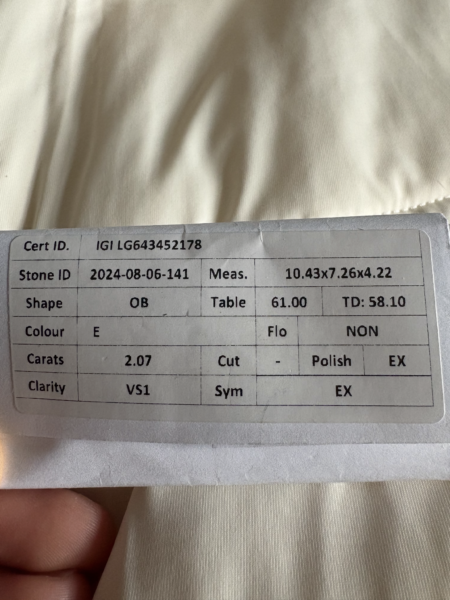 Cert ID. IGI LG643452178
Stone ID 2024-08-06-141 Meas. 10.43x7.26x4.22
Shape OB Table 61.00 TD: 58.10
Colour E Flo NON
Carats 2.07 Cut - Polish EX
Clarity VS1 Sym EX